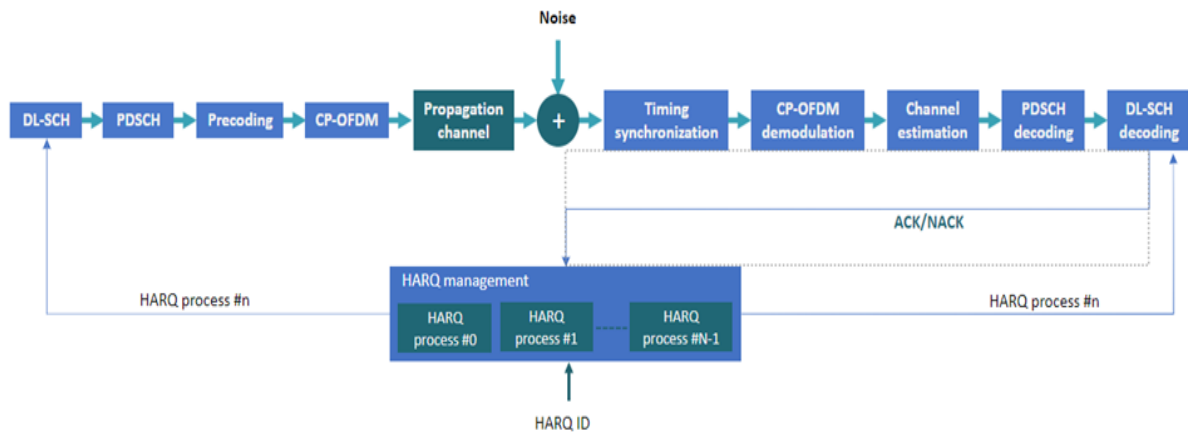 Noise
DL-SCH
PDSCH
Precoding
CP-OFDM
Propagation
channel
+
Timing
synchronization
CP-OFDM
demodulation
Channel
estimation
PDSCH
decoding
DL-SCH
decoding
ACK/NACK
HARQ management
HARQ process #n
HARQ process #n
HARQ
process #0
HARQ
process #1
HARQ
process #N-1
HARQ ID